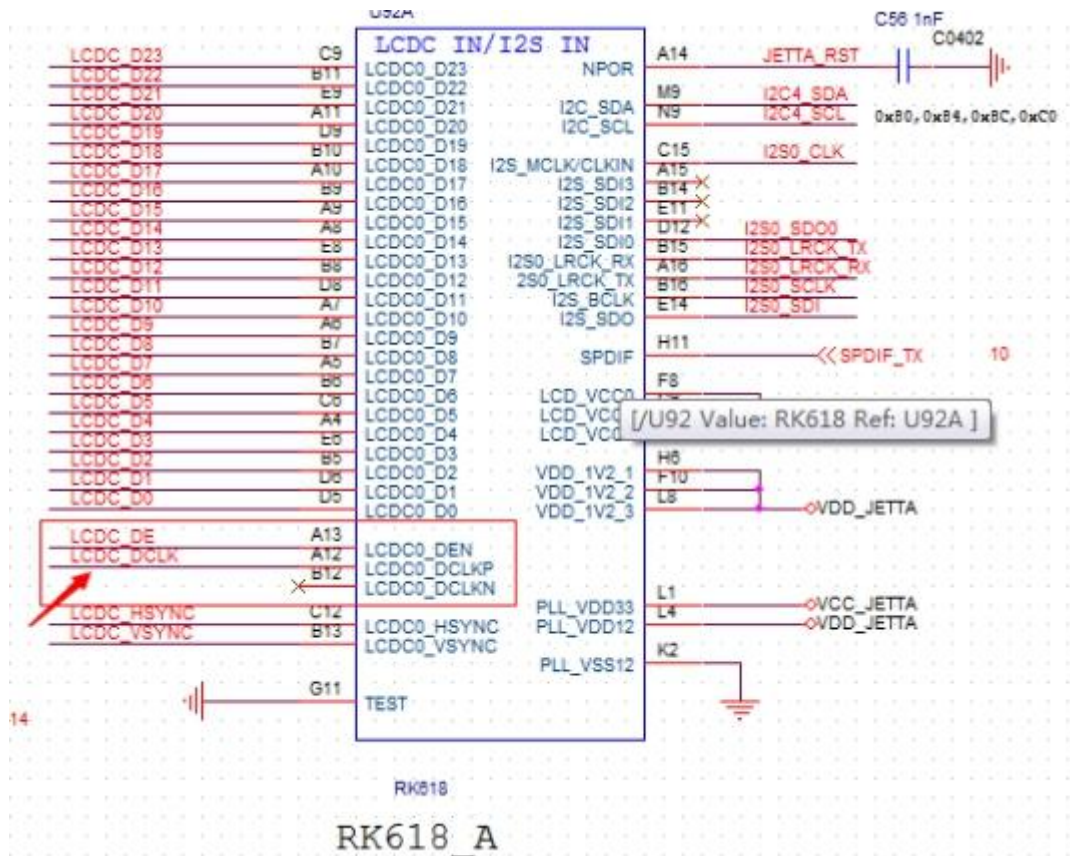 U92A
LCDC IN/I2S IN
C56 1nF
C0402
LCDC_D23 C9 LCDC0_D23
LCDC_D22 B11 LCDC0_D22
LCDC_D21 E9 LCDC0_D21
LCDC_D20 A11 LCDC0_D20
LCDC_D19 D9 LCDC0_D19
LCDC_D18 B10 LCDC0_D18
LCDC_D17 A10 LCDC0_D17
LCDC_D16 B9 LCDC0_D16
LCDC_D15 A9 LCDC0_D15
LCDC_D14 A8 LCDC0_D14
LCDC_D13 E8 LCDC0_D13
LCDC_D12 B8 LCDC0_D12
LCDC_D11 D8 LCDC0_D11
LCDC_D10 A7 LCDC0_D10
LCDC_D9 A6 LCDC0_D9
LCDC_D8 B7 LCDC0_D8
LCDC_D7 A5 LCDC0_D7
LCDC_D6 B6 LCDC0_D6
LCDC_D5 C6 LCDC0_D5
LCDC_D4 A4 LCDC0_D4
LCDC_D3 E6 LCDC0_D3
LCDC_D2 B5 LCDC0_D2
LCDC_D1 D6 LCDC0_D1
LCDC_D0 D5 LCDC0_D0
LCDC_DE A13 LCDC0_DEN
LCDC_DCLK A12 LCDC0_DCLKP
B12 LCDC0_DCLKN
LCDC_HSYNC C12 LCDC0_HSYNC
LCDC_VSYNC B13 LCDC0_VSYNC
G11 TEST
14
NPOR A14 JETTA_RST
I2C_SDA M9 I2C4_SDA
I2C_SCL N9 I2C4_SCL
0xB0,0xB4,0xBC,0xC0
I2S_MCLK/CLKIN C15 I2S0_CLK
I2S_SDI3 A15
I2S_SDI2 B14
I2S_SDI1 E11
I2S_SDI0 D12 I2S0_SDO0
I2S0_LRCK_RX B15 I2S0_LRCK_TX
2S0_LRCK_TX A16 I2S0_LRCK_RX
I2S_BCLK B16 I2S0_SCLK
I2S_SDO E14 I2S0_SDI
SPDIF H11 SPDIF_TX 10
LCD_VCC0 F8
LCD_VCC
LCD_VCC
[/U92 Value: RK618 Ref: U92A ]
VDD_1V2_1 H6
VDD_1V2_2 F10
VDD_1V2_3 L8 VDD_JETTA
PLL_VDD33 L1 VCC_JETTA
PLL_VDD12 L4 VDD_JETTA
PLL_VSS12 K2
RK618
RK618_A